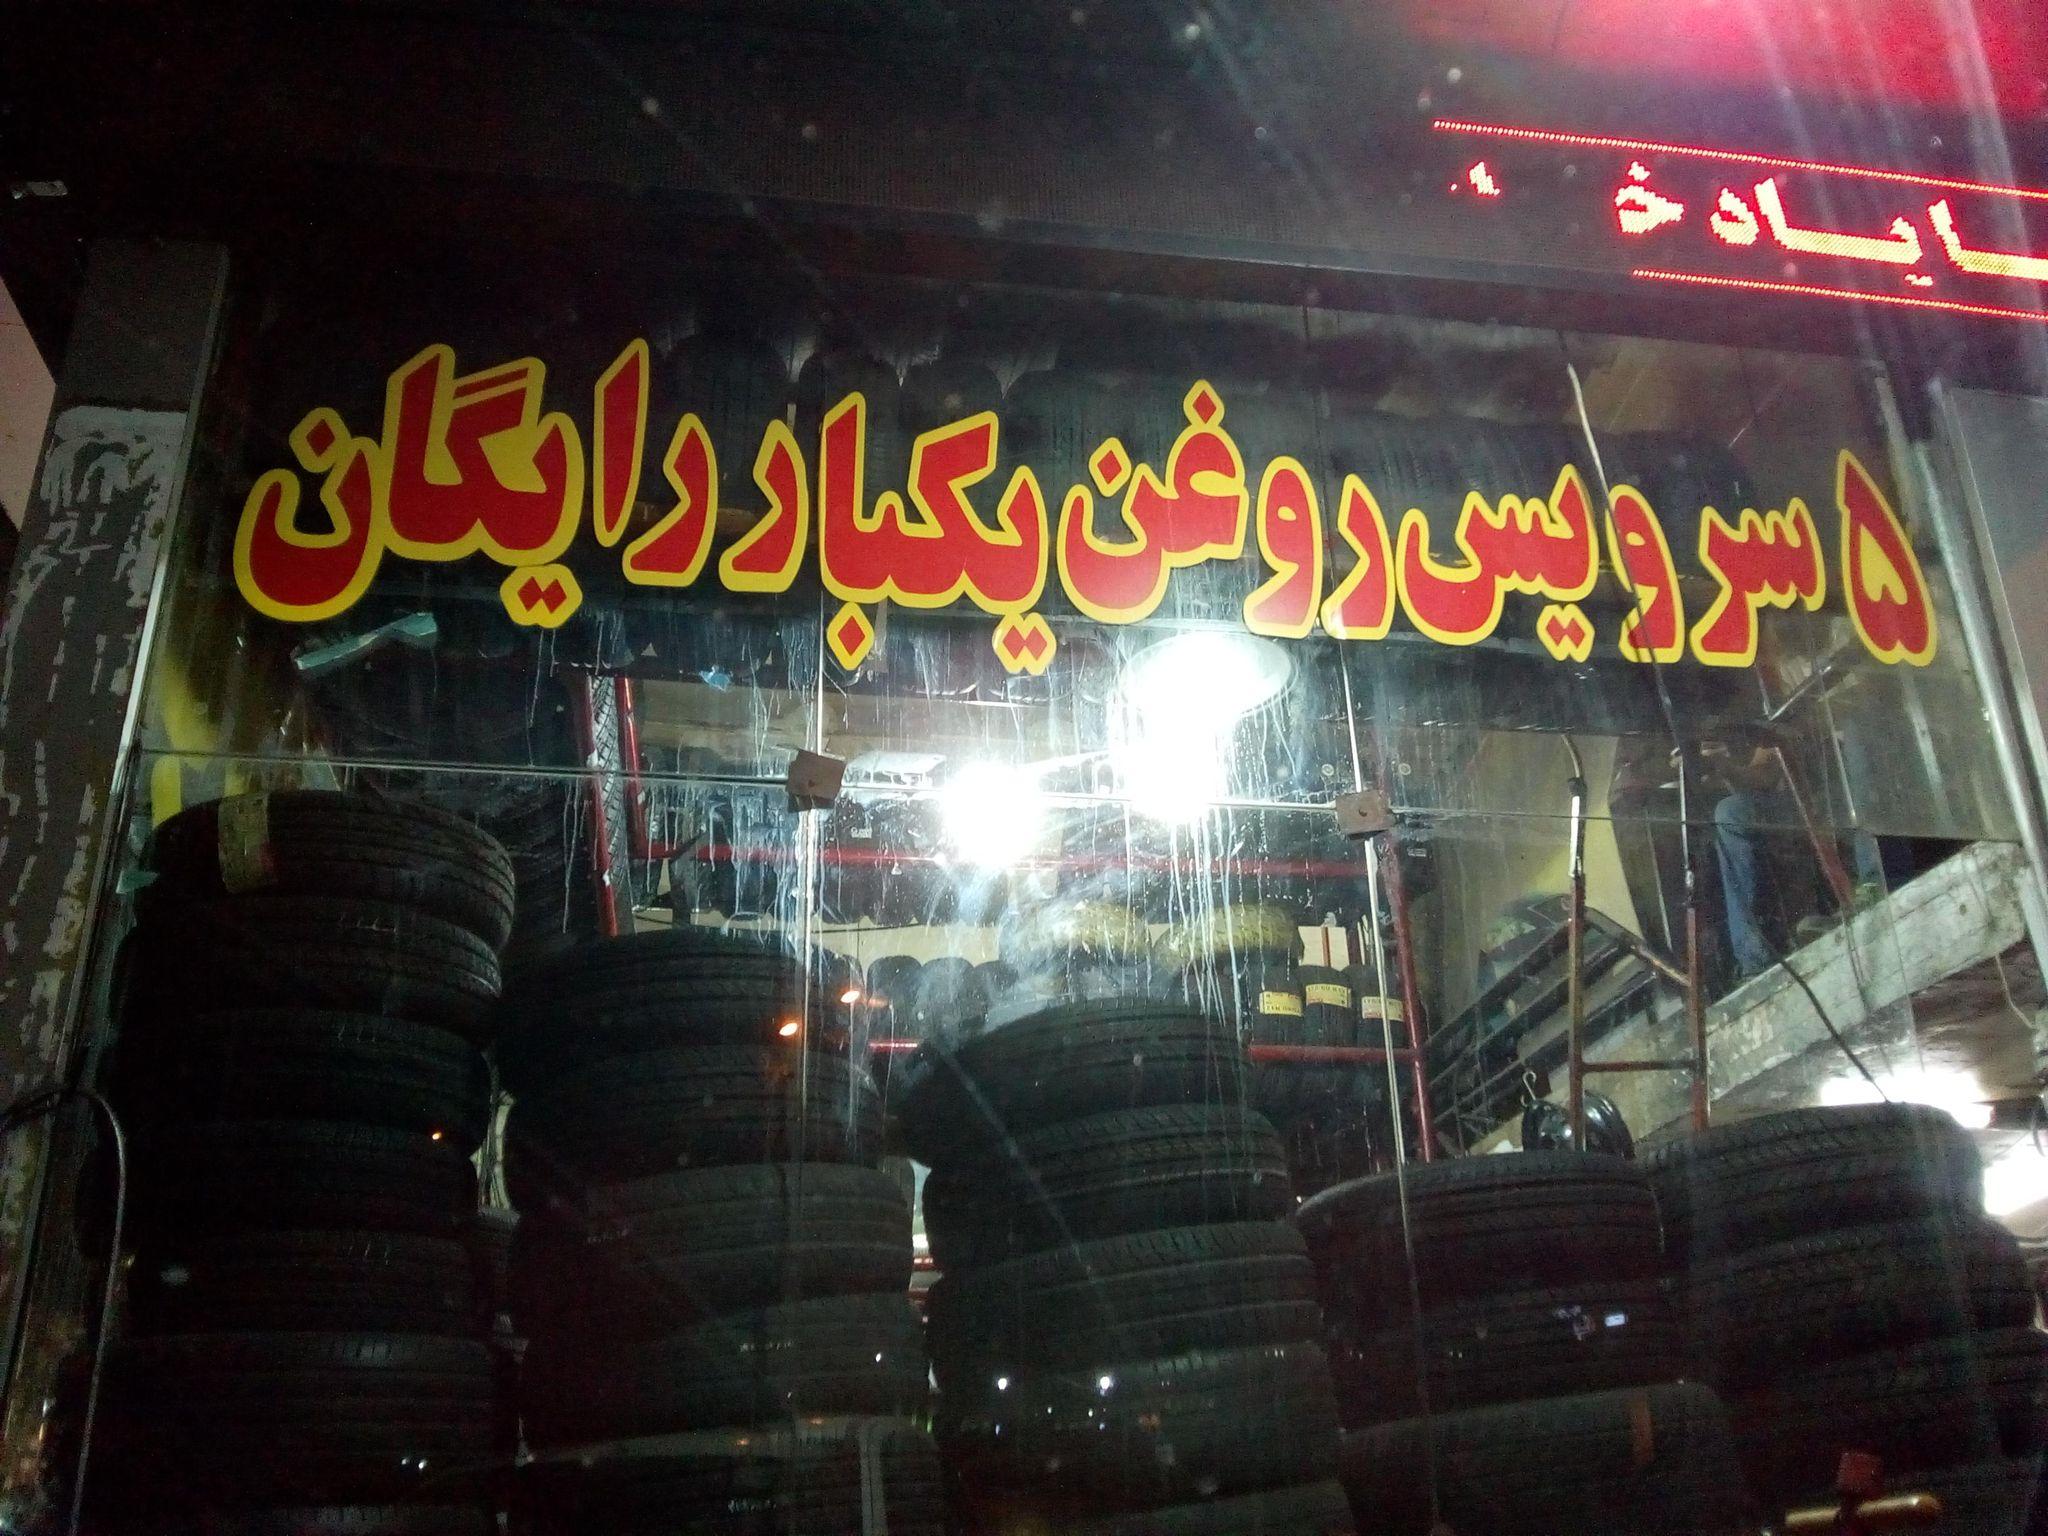 ۵ سرویس روغن یکبار رایگان